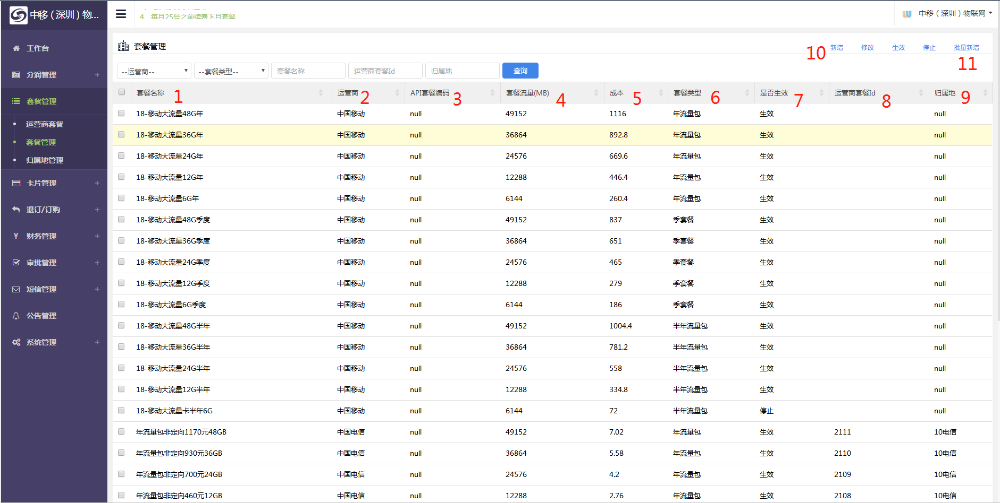 中移（深圳）物...
4 每月25号之前续费下月套餐
中移（深圳）物联网
工作台
分润管理 +
套餐管理
运营商套餐
套餐管理
归属地管理
卡片管理 +
退订/订购 +
¥ 财务管理 +
审批管理 +
短信管理 +
公告管理
系统管理 +
套餐管理
10 新增 修改 生效 停止 批量新增
11
--运营商-- --套餐类型-- 套餐名称 运营商套餐Id 归属地 查询
套餐名称 1 运营商 2 API套餐编码 3 套餐流量(MB) 4 成本 5 套餐类型 6 是否生效 7 运营商套餐Id 8 归属地 9
18-移动大流量48G年 中国移动 null 49152 1116 年流量包 生效 null
18-移动大流量36G年 中国移动 null 36864 892.8 年流量包 生效 null
18-移动大流量24G年 中国移动 null 24576 669.6 年流量包 生效 null
18-移动大流量12G年 中国移动 null 12288 446.4 年流量包 生效 null
18-移动大流量6G年 中国移动 null 6144 260.4 年流量包 生效 null
18-移动大流量48G季度 中国移动 null 49152 837 季套餐 生效 null
18-移动大流量36G季度 中国移动 null 36864 651 季套餐 生效 null
18-移动大流量24G季度 中国移动 null 24576 465 季套餐 生效 null
18-移动大流量12G季度 中国移动 null 12288 279 季套餐 生效 null
18-移动大流量6G季度 中国移动 null 6144 186 季套餐 生效 null
18-移动大流量48G半年 中国移动 null 49152 1004.4 半年流量包 生效 null
18-移动大流量36G半年 中国移动 null 36864 781.2 半年流量包 生效 null
18-移动大流量24G半年 中国移动 null 24576 558 半年流量包 生效 null
18-移动大流量12G半年 中国移动 null 12288 334.8 半年流量包 生效 null
18-移动大流量卡半年6G 中国移动 null 6144 72 半年流量包 停止 null
年流量包非定向1170元48GB 中国电信 null 49152 7.02 年流量包 生效 2111 10电信
年流量包非定向930元36GB 中国电信 null 36864 5.58 年流量包 生效 2110 10电信
年流量包非定向700元24GB 中国电信 null 24576 4.2 年流量包 生效 2109 10电信
年流量包非定向460元12GB 中国电信 null 12288 2.76 年流量包 生效 2108 10电信